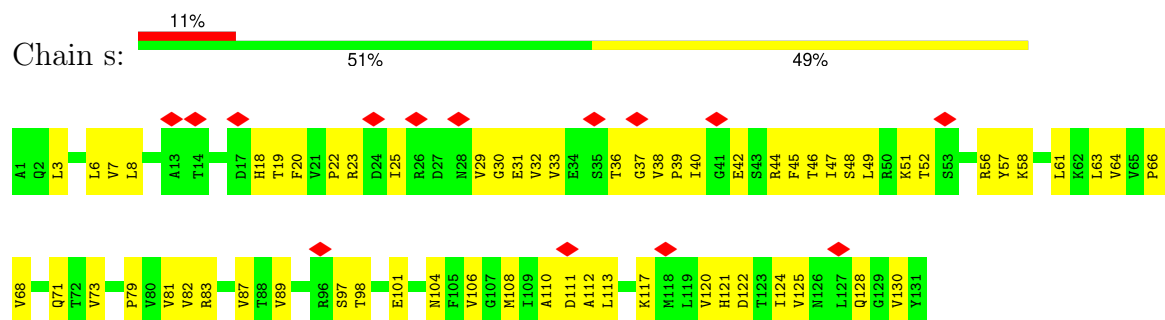 11%
Chain s:
51% 49%
A1 Q2 L3 L6 V7 L8 A13 T14 D17 H18 T19 F20 V21 P22 R23 D24 I25 R26 D27 N28 V29 G30 E31 V32 V33 E34 S35 T36 G37 V38 P39 I40 G41 E42 S43 R44 F45 T46 I47 S48 L49 R50 K51 T52 S53 R56 Y57 K58 L61 K62 L63 V64 V65 P66
V68 Q71 T72 V73 P79 V80 V81 V82 R83 V87 T88 V89 R96 S97 T98 E101 N104 F105 V106 G107 M108 I109 A110 D111 A112 L113 K117 M118 L119 V120 H121 D122 T123 I124 V125 N126 L127 Q128 G129 V130 Y131